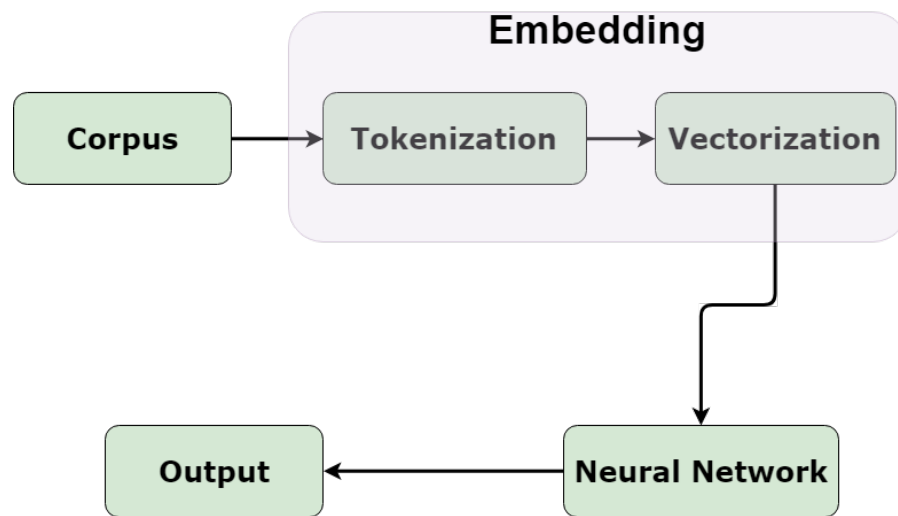 Embedding
Corpus
Tokenization
Vectorization
Neural Network
Output